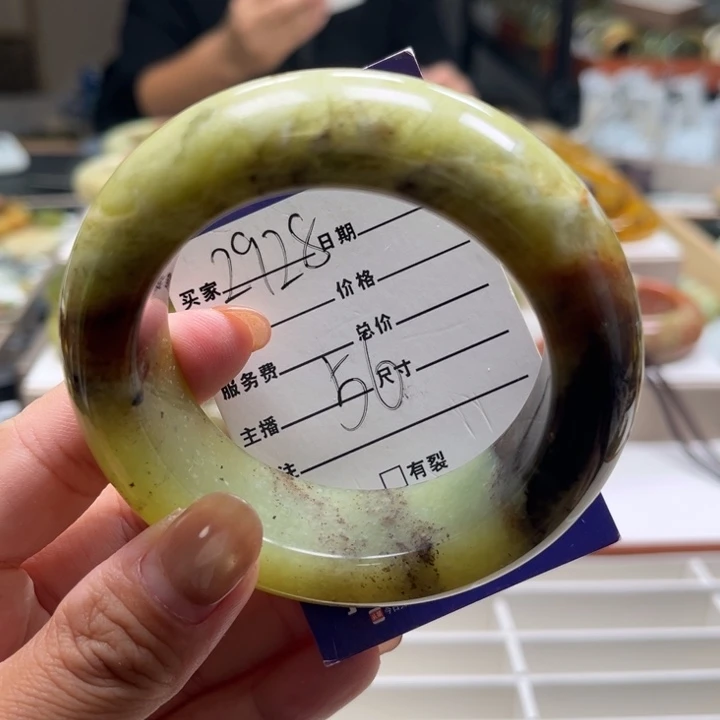 买家 2928 日期
价格
服务费 总价
主播 56 尺寸
注
有裂